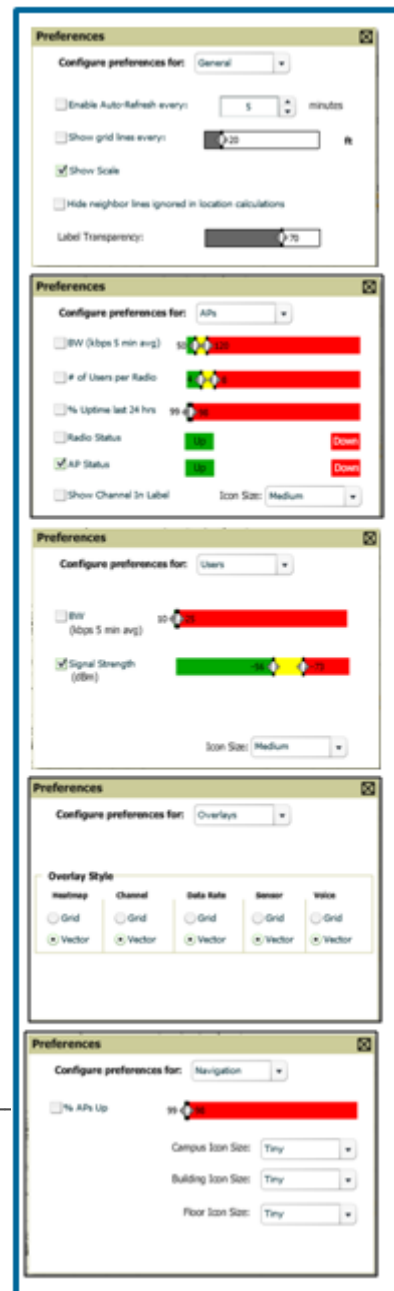 Preferences
Configure preferences for: General
Enable Auto-Refresh every: 5 minutes
Show grid lines every: 20 ft
Show Scale
Hide neighbor lines ignored in location calculations
Label Transparency: 70
Preferences
Configure preferences for: APs
BW (kbps 5 min avg) 50 120
# of Users per Radio
% Uptime last 24 hrs 99 98
Radio Status Up Down
AP Status Up Down
Show Channel In Label Icon Size: Medium
Preferences
Configure preferences for: Users
BW 10 25
(kbps 5 min avg)
Signal Strength -73
(dBm)
Icon Size: Medium
Preferences
Configure preferences for: Overlays
Overlay Style
Heatmap Channel Data Rate Sensor Voice
Grid Grid Grid Grid Grid
Vector Vector Vector Vector Vector
Preferences
Configure preferences for: Navigation
% APs Up 99 98
Campus Icon Size: Tiny
Building Icon Size: Tiny
Floor Icon Size: Tiny